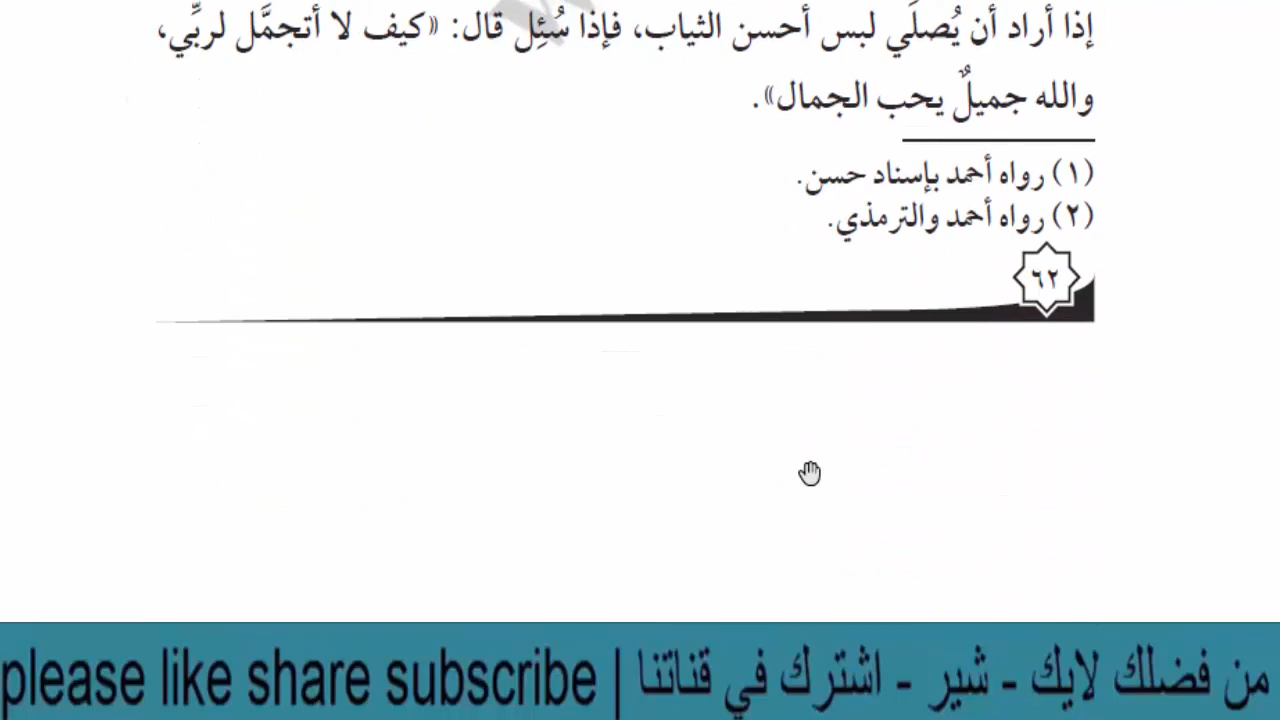 إذا أراد أن يُصلَي لبس أحسن الثياب، فإذا سُئِل قال: «كيف لا أتجمَّل لربِّي،
والله جميلٌ يحب الجمال».
(١) رواه أحمد بإسناد حسن.
(٢) رواه أحمد والترمذي.
٦٢
please like share subscribe | من فضلك لايك - شير - اشترك في قناتنا